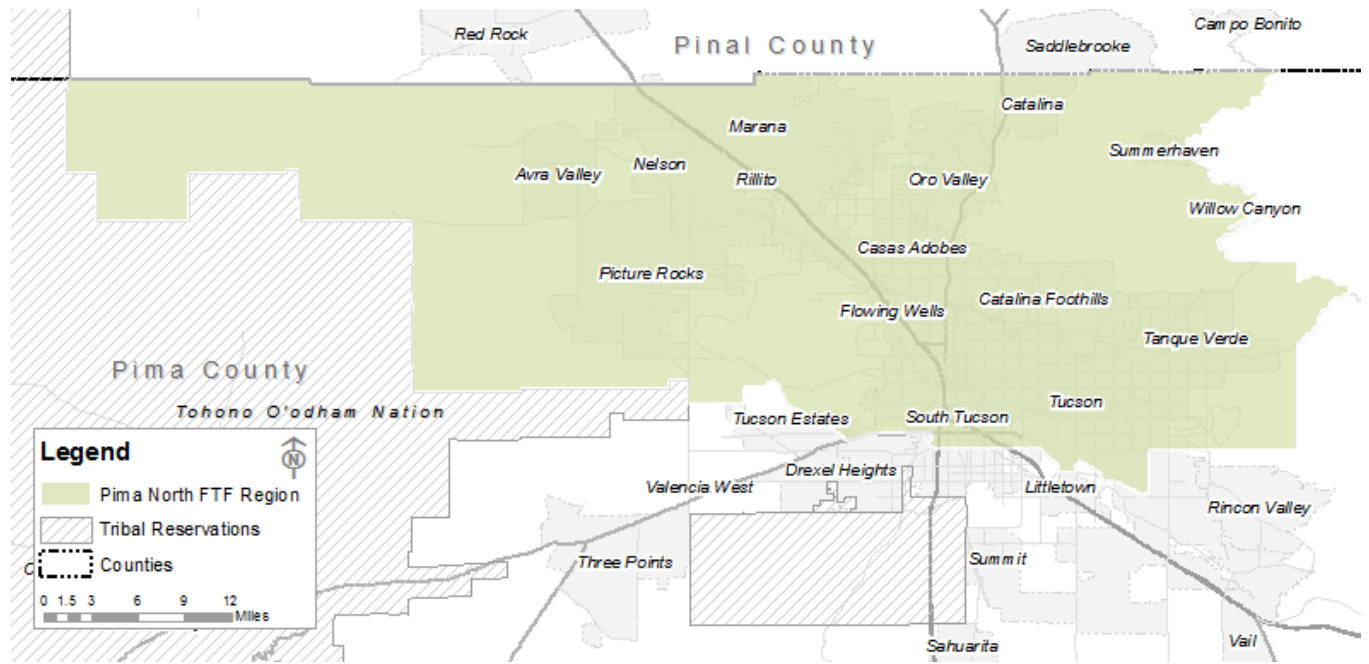 Campo Bonito
Red Rock
Pinal County
Saddlebrooke
Catalina
Marana
Summerhaven
Nelson
Avra Valley
Rillito
Oro Valley
Willow Canyon
Casas Adobes
Picture Rocks
Catalina Foothills
Flowing Wells
Tanque Verde
Pima County
Tucson
Tohono O'odham Nation
Tucson Estates
South Tucson
Drexel Heights
Valencia West
Littletown
Rincon Valley
Three Points
Summit
Sahuarita
Vail
Legend
N
Pima North FTF Region
Tribal Reservations
Counties
0 1.5 3 6 9 12
Miles